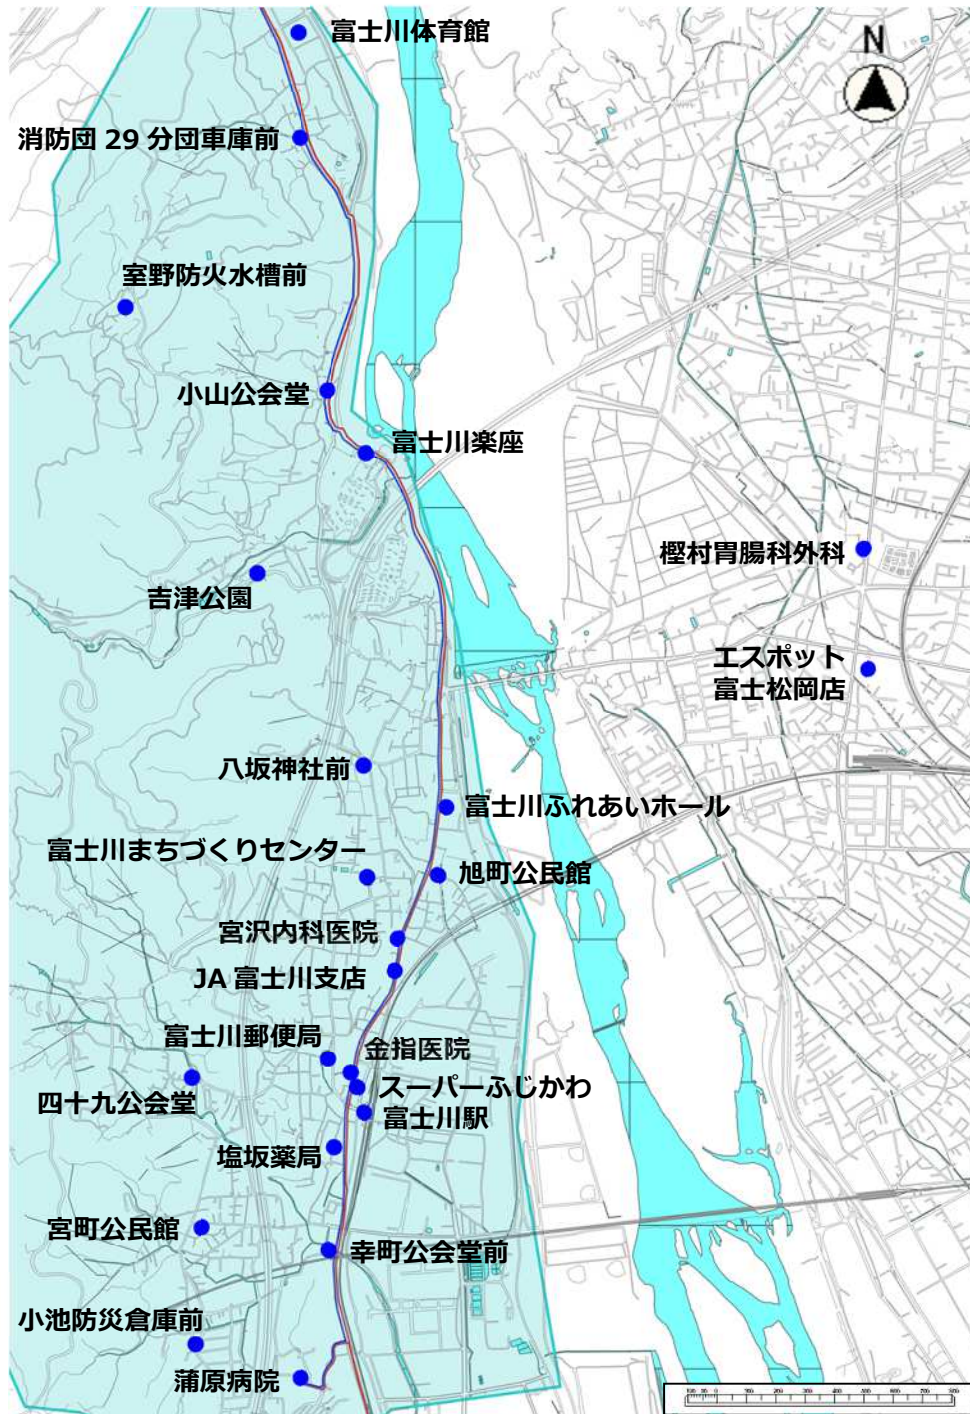 富士川体育館
N
消防団 29 分団車庫前
室野防火水槽前
小山公会堂
富士川楽座
樫村胃腸科外科
吉津公園
エスポット
富士松岡店
八坂神社前
富士川ふれあいホール
富士川まちづくりセンター
旭町公民館
宮沢内科医院
JA 富士川支店
富士川郵便局
金指医院
スーパーふじかわ
四十九公会堂
富士川駅
塩坂薬局
宮町公民館
幸町公会堂前
小池防災倉庫前
蒲原病院